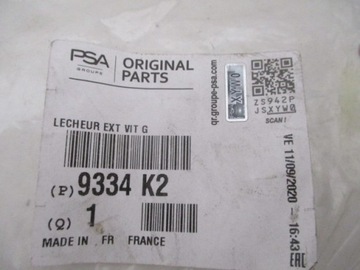 PSA
GROUPE
ORIGINAL
PARTS
LECHEUR EXT VIT G
(P) 9334 K2
(Q) 1
MADE IN . FR FRANCE
qr.groupe-psa.com
ZS942P
JSXYW0
SCAN !
VE 11/09/2020 - 16:43
EAC